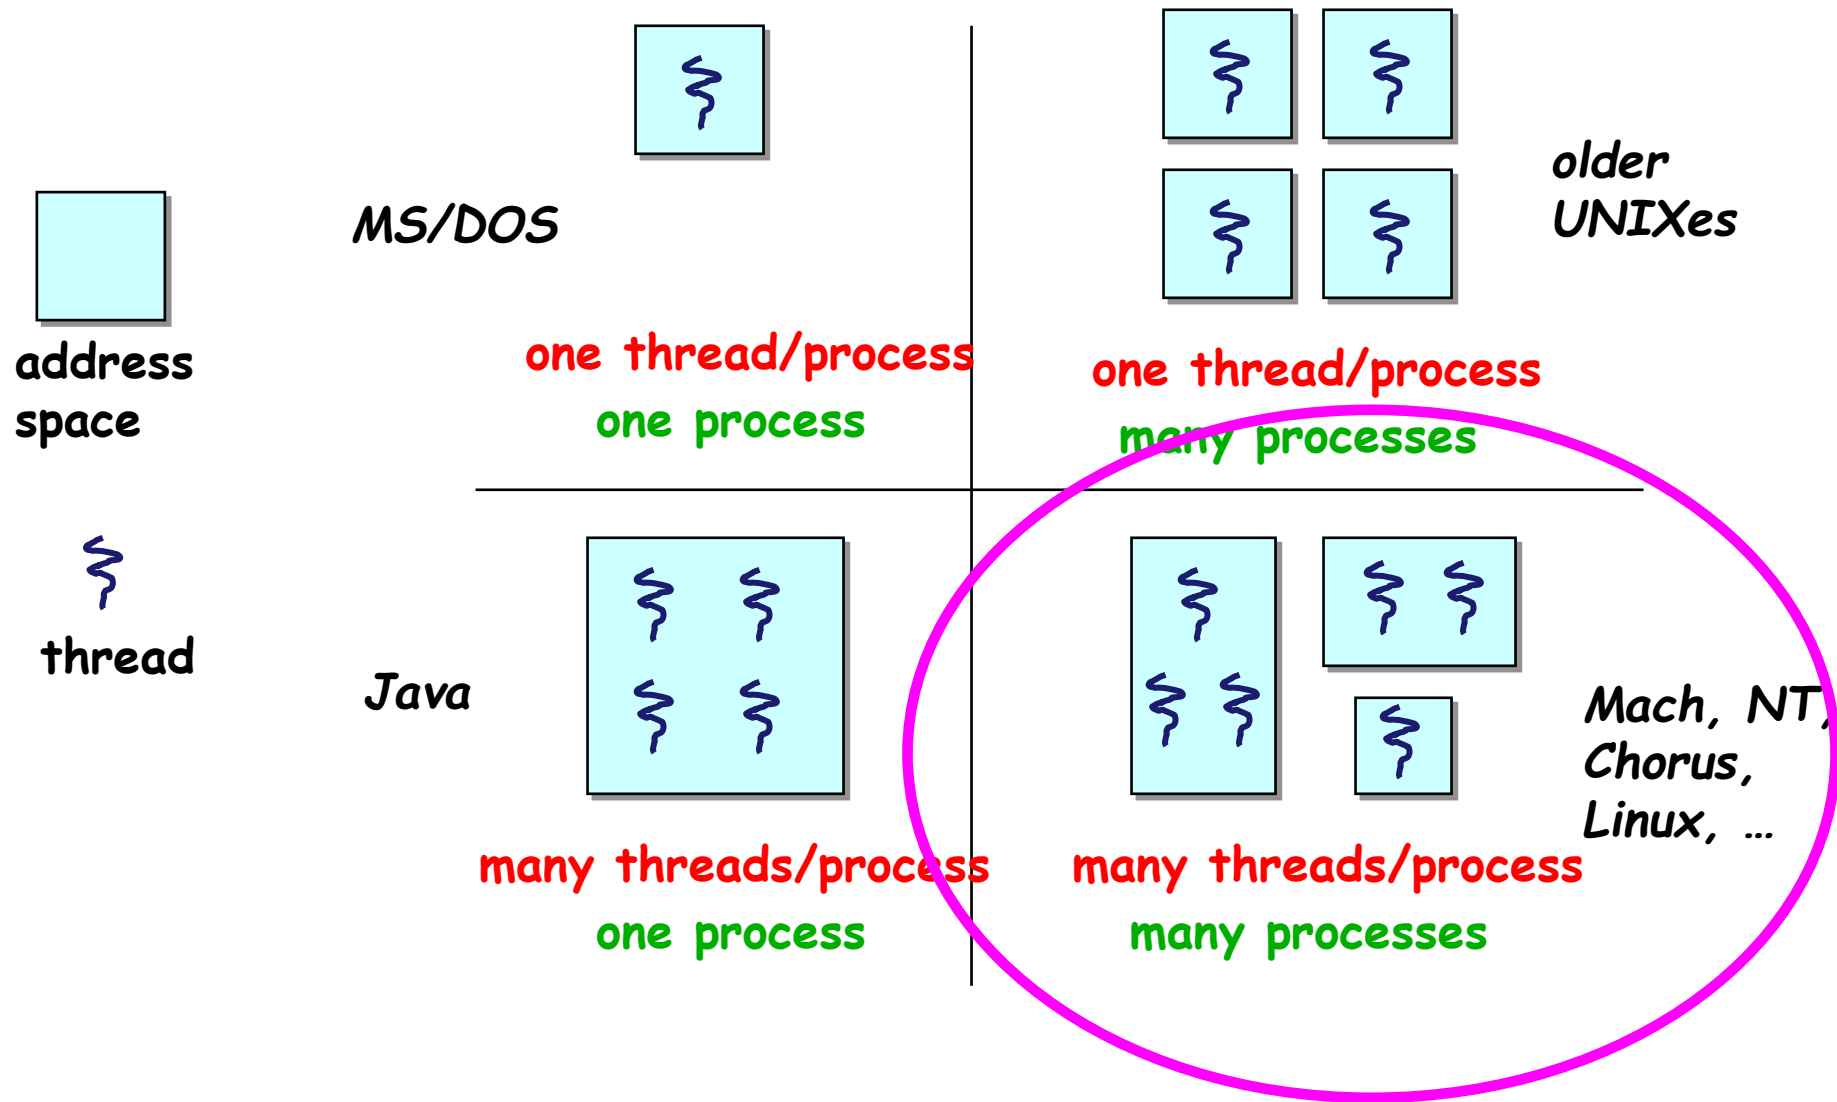 address
space
thread
MS/DOS
one thread/process
one process
older
UNIXes
one thread/process
many processes
Java
many threads/process
one process
Mach, NT,
Chorus,
Linux, …
many threads/process
many processes